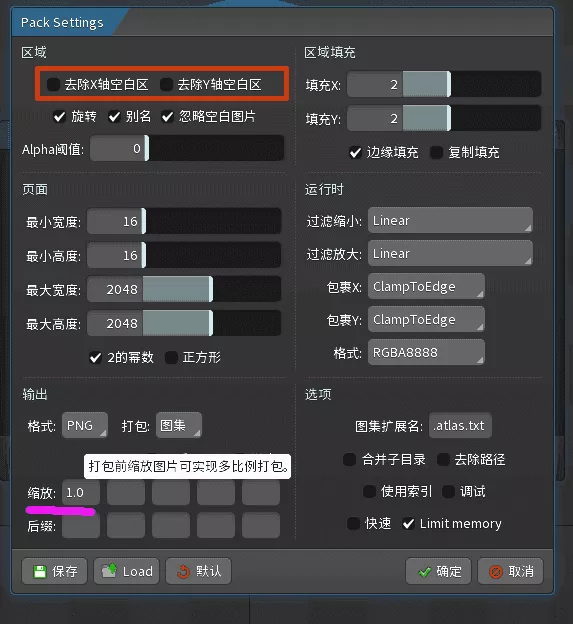 Pack Settings
区域
去除X轴空白区 去除Y轴空白区
旋转 别名 忽略空白图片
Alpha阈值: 0
区域填充
填充X: 2
填充Y: 2
边缘填充 复制填充
页面
最小宽度: 16
最小高度: 16
最大宽度: 2048
最大高度: 2048
2的幂数 正方形
运行时
过滤缩小: Linear
过滤放大: Linear
包裹X: ClampToEdge
包裹Y: ClampToEdge
格式: RGBA8888
输出
格式: PNG 打包: 图集
打包前缩放图片可实现多比例打包。
缩放: 1.0
后缀:
选项
图集扩展名: .atlas.txt
合并子目录 去除路径
使用索引 调试
快速 Limit memory
保存 Load 默认 确定 取消